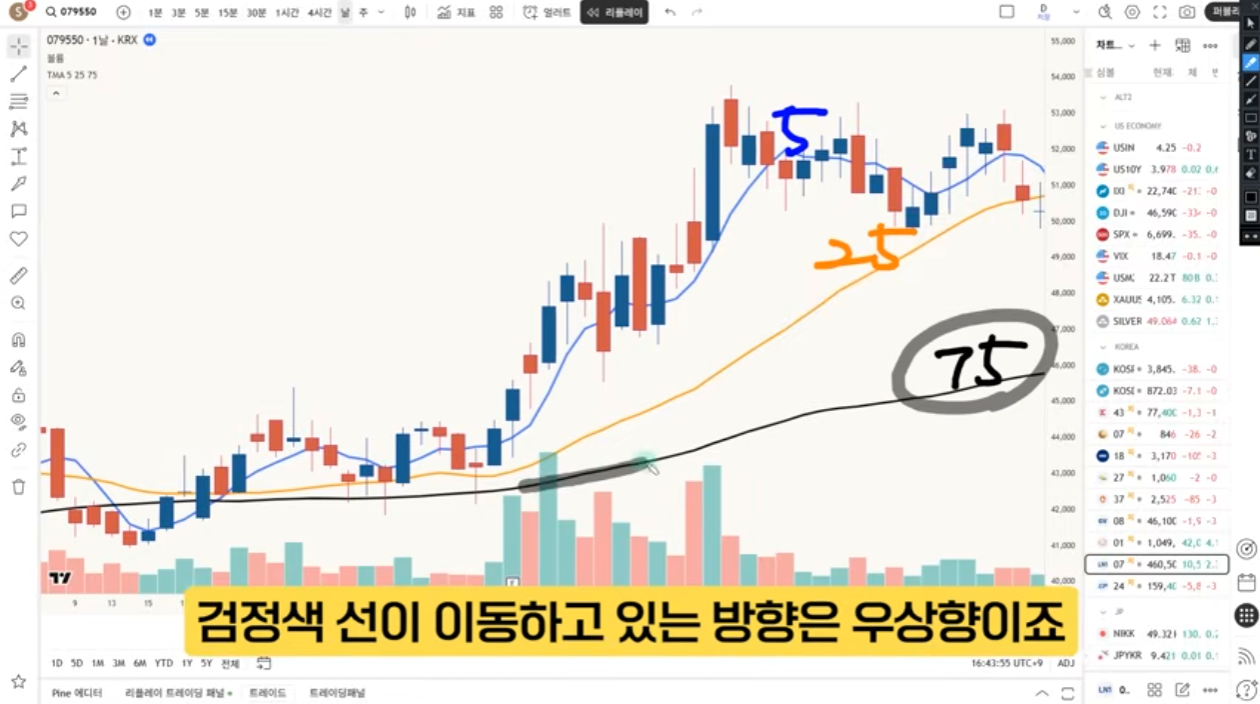 079550
1분 3분 5분 15분 30분 1시간 4시간 날 주 지표 얼러트 리플레이
D
저장
퍼블리
079550 · 1날 · KRX
볼륨
TMA 5 25 75
5
25
75
55,000
54,000
53,000
52,000
51,000
50,000
49,000
48,000
47,000
46,000
45,000
44,000
43,000
42,000
41,000
40,000
9 13 15
검정색 선이 이동하고 있는 방향은 우상향이죠
1D 5D 1M 3M 6M YTD 1Y 5Y 전체
16:43:55 UTC+9 ADJ
Pine 에디터 리플레이 트레이딩 패널 트레이드 트레이딩패널
차트...
심볼 현재 체 변
ALT2
US ECONOMY
USIN 4.25 -0.2
US10Y 3.978 0.02 0.6
IXI 22,740 -21 -0
DJI 46,590 -33 -0
SPX 6,699. -35. -0
VIX 18.47 -0.1 -0
USMC 22.2T 80B 0.
XAUUS 4,105. 6.32 0.1
SILVER 49.064 0.62 1.
KOREA
KOSI 3,845. -38. -0
KOSI 872.03 -7.1 -0
43 77,400 -1,3 -1
07 846 -26 -2
18 3,170 -10 -3
27 1,060 -2 -0
37 2,525 -85 -3
08 46,100 -1,9 -3
01 1,049, 42,0 4.
07 460,50 10,5 2.
24 159,40 -5,8 -3
JP
NIKK 49.32 130. 0.2
JPYKR 9.421 0.01 0.1
LN1 0..